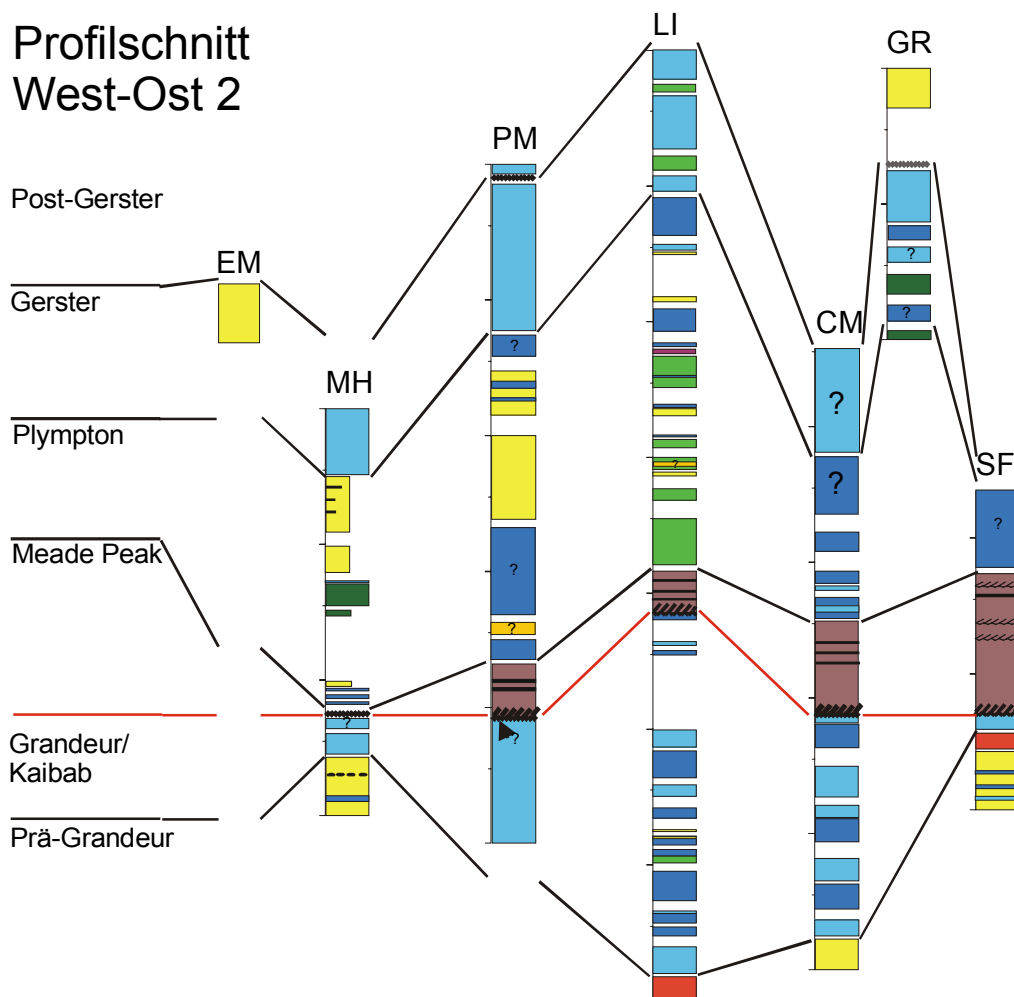 Profilschnitt
West-Ost 2
LI
GR
PM
Post-Gerster
EM
Gerster
CM
MH
?
?
?
?
Plympton
?
?
SF
?
Meade Peak
?
?
?
?
Grandeur/
Kaibab
Prä-Grandeur